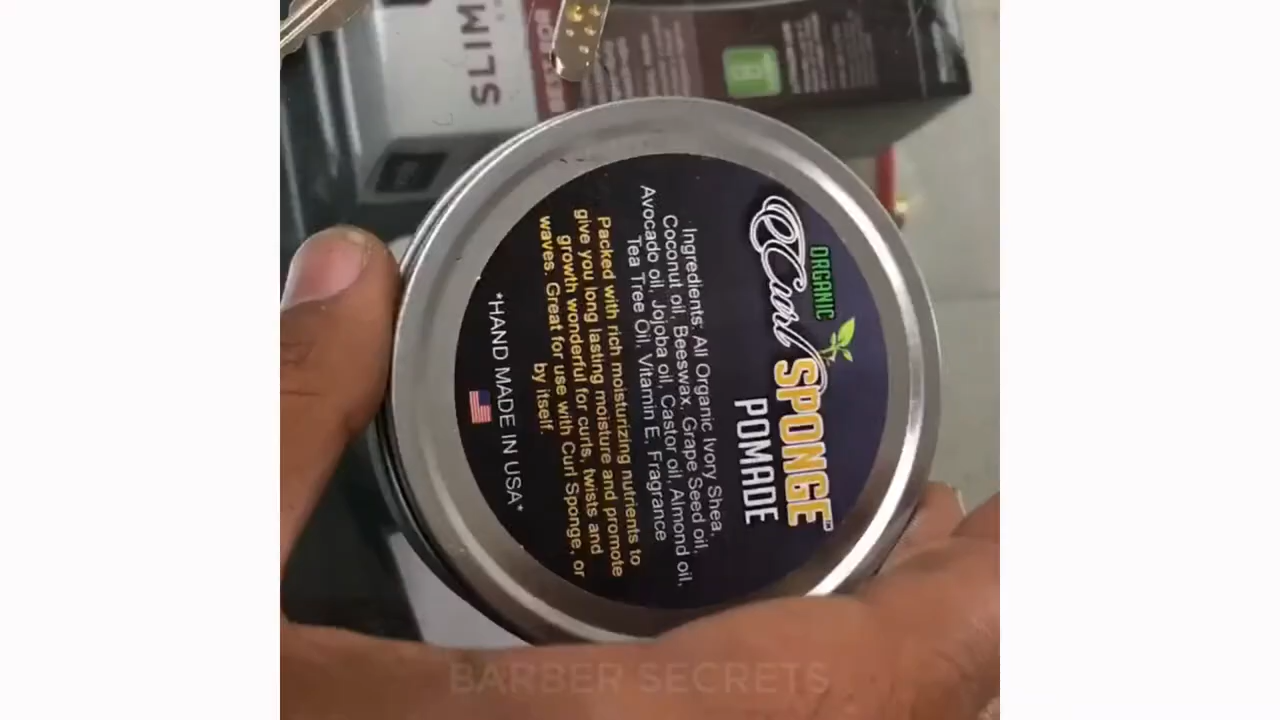 SLIM
ORGANIC
Curl
SPONGE™
POMADE
Ingredients: All Organic Ivory Shea,
Coconut oil, Beeswax, Grape Seed oil,
Avocado oil, Jojoba oil, Castor oil, Almond oil,
Tea Tree Oil, Vitamin E, Fragrance
Packed with rich moisturizing nutrients to
give you long lasting moisture and promote
growth wonderful for curls, twists and
waves. Great for use with Curl Sponge, or
by itself.
*HAND MADE IN USA*
BARBER SECRETS